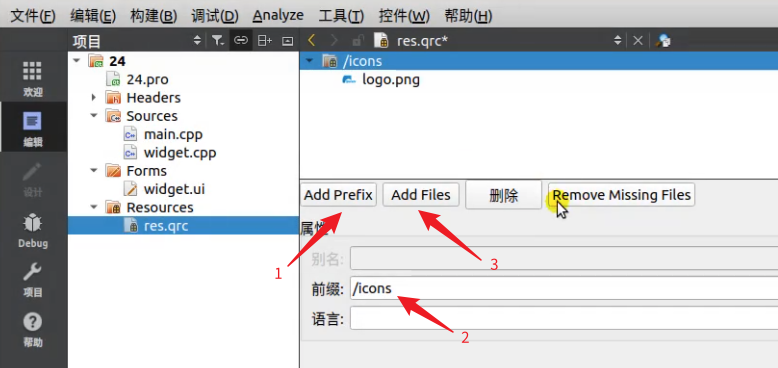 文件(F) 编辑(E) 构建(B) 调试(D) Analyze 工具(T) 控件(W) 帮助(H)
项目
res.qrc*
欢迎
编辑
设计
Debug
项目
帮助
24
24.pro
Headers
Sources
main.cpp
widget.cpp
Forms
widget.ui
Resources
res.qrc
/icons
logo.png
Add Prefix Add Files 删除 Remove Missing Files
属性
别名:
前缀: /icons
语言:
1
3
2